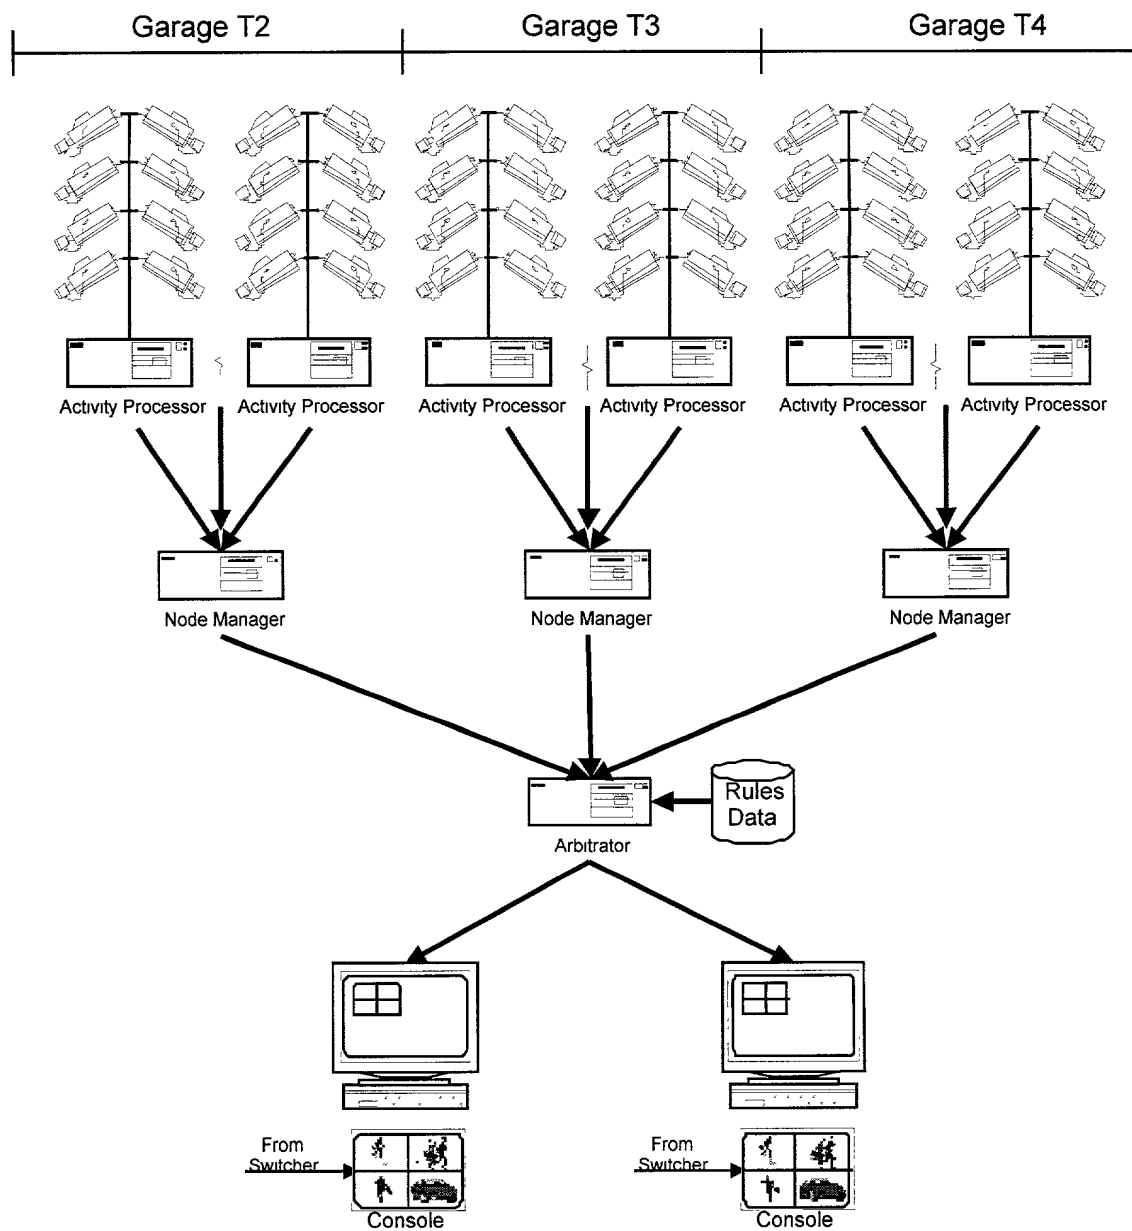 Garage T2 Garage T3 Garage T4
Activity Processor Activity Processor Activity Processor Activity Processor Activity Processor Activity Processor
Node Manager Node Manager Node Manager
Rules
Data
Arbitrator
From
Switcher
From
Switcher
Console Console